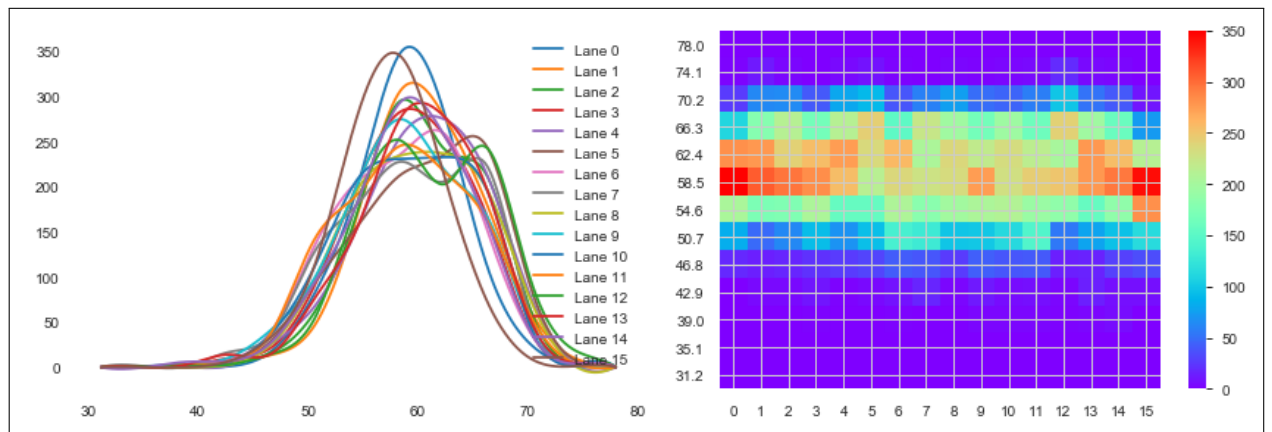 350
300
250
200
150
100
50
0
30 40 50 60 70 80
Lane 0
Lane 1
Lane 2
Lane 3
Lane 4
Lane 5
Lane 6
Lane 7
Lane 8
Lane 9
Lane 10
Lane 11
Lane 12
Lane 13
Lane 14
Lane 15
78.0
74.1
70.2
66.3
62.4
58.5
54.6
50.7
46.8
42.9
39.0
35.1
31.2
0 1 2 3 4 5 6 7 8 9 10 11 12 13 14 15
350
300
250
200
150
100
50
0